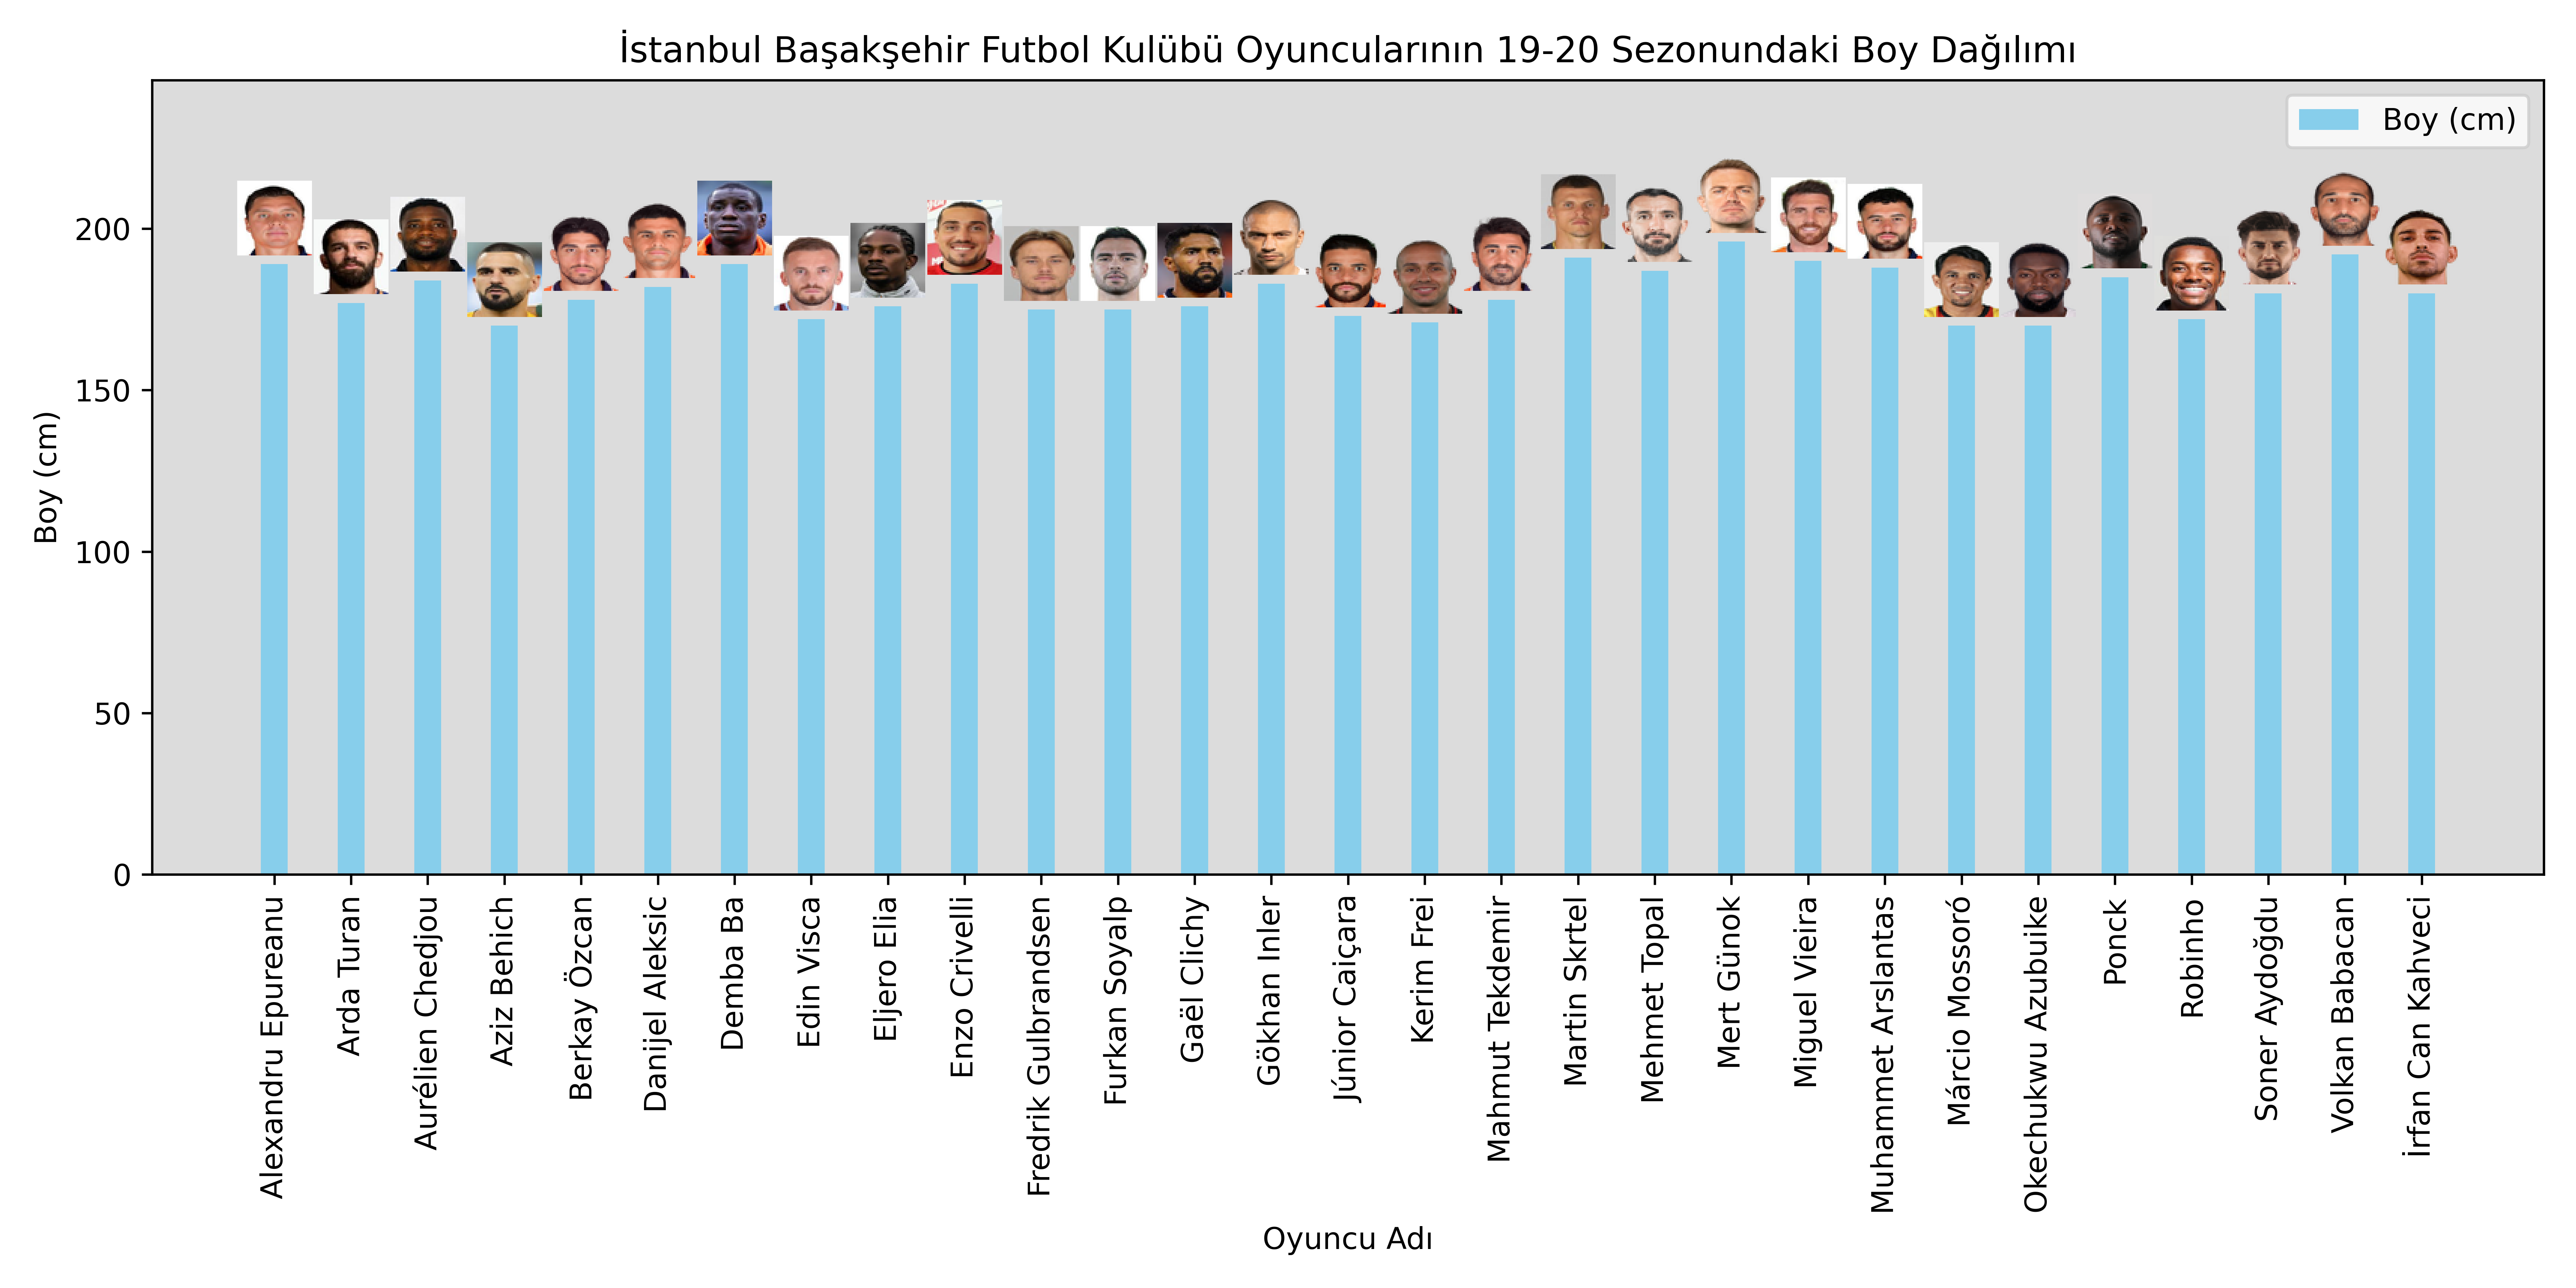 İstanbul Başakşehir Futbol Kulübü Oyuncularının 19-20 Sezonundaki Boy Dağılımı
Boy (cm)
Boy (cm)
200
150
100
50
0
Alexandru Epureanu
Arda Turan
Aurélien Chedjou
Aziz Behich
Berkay Özcan
Danijel Aleksic
Demba Ba
Edin Visca
Eljero Elia
Enzo Crivelli
Fredrik Gulbrandsen
Furkan Soyalp
Gaël Clichy
Gökhan Inler
Júnior Caiçara
Kerim Frei
Mahmut Tekdemir
Martin Skrtel
Mehmet Topal
Mert Günok
Miguel Vieira
Muhammet Arslantas
Márcio Mossoró
Okechukwu Azubuike
Ponck
Robinho
Soner Aydoğdu
Volkan Babacan
İrfan Can Kahveci
Oyuncu Adı